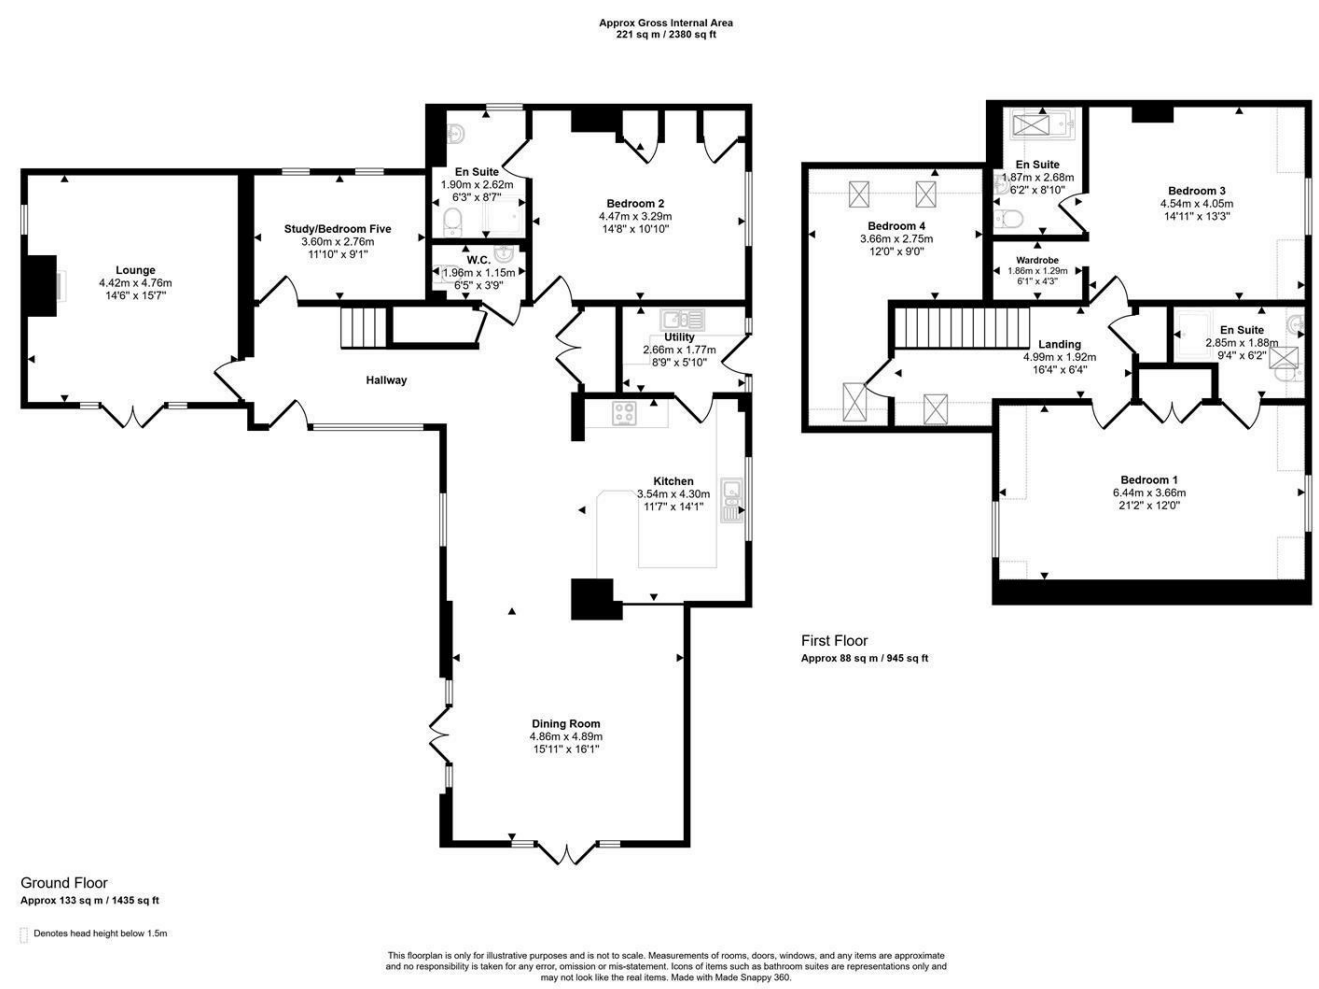 Approx Gross Internal Area
221 sq m / 2380 sq ft
En Suite
1.90m x 2.62m
6'3" x 8'7"
Bedroom 2
4.47m x 3.29m
14'8" x 10'10"
Study/Bedroom Five
3.60m x 2.76m
11'10" x 9'1"
Lounge
4.42m x 4.76m
14'6" x 15'7"
W.C.
1.96m x 1.15m
6'5" x 3'9"
Utility
2.66m x 1.77m
8'9" x 5'10"
Hallway
Kitchen
3.54m x 4.30m
11'7" x 14'1"
Dining Room
4.86m x 4.89m
15'11" x 16'1"
Ground Floor
Approx 133 sq m / 1435 sq ft
Denotes head height below 1.5m
En Suite
1.87m x 2.68m
6'2" x 8'10"
Bedroom 3
4.54m x 4.05m
14'11" x 13'3"
Bedroom 4
3.66m x 2.75m
12'0" x 9'0"
Wardrobe
1.86m x 1.29m
6'1" x 4'3"
Landing
4.99m x 1.92m
16'4" x 6'4"
En Suite
2.85m x 1.88m
9'4" x 6'2"
Bedroom 1
6.44m x 3.66m
21'2" x 12'0"
First Floor
Approx 88 sq m / 945 sq ft
This floorplan is only for illustrative purposes and is not to scale. Measurements of rooms, doors, windows, and any items are approximate
and no responsibility is taken for any error, omission or mis-statement. Icons of items such as bathroom suites are representations only and
may not look like the real items. Made with Made Snappy 360.